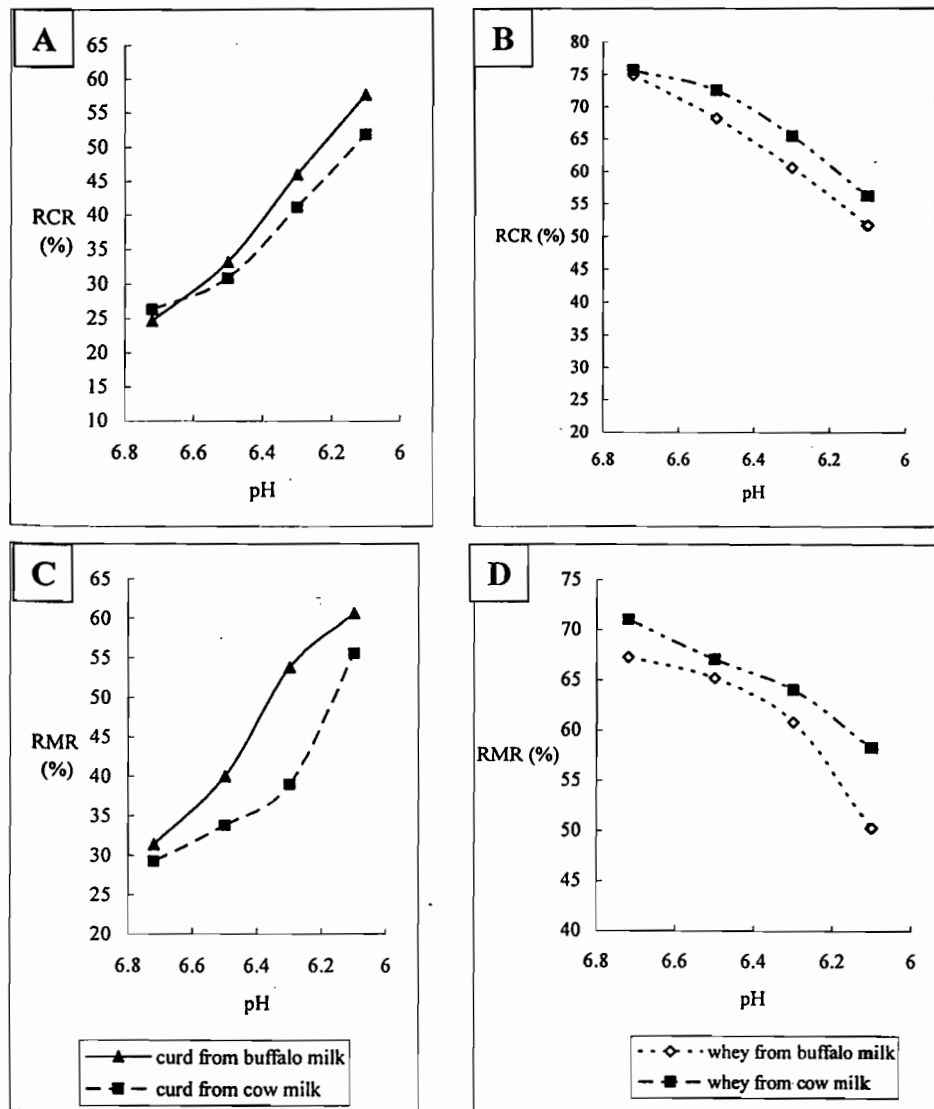 A
65
60
55
50
45
40
35
30
25
20
15
10
RCR
(%)
6.8 6.6 6.4 6.2 6
pH
B
80
75
70
65
60
55
50
45
40
35
30
25
20
RCR (%)
6.8 6.6 6.4 6.2 6
pH
C
65
60
55
50
45
40
35
30
25
20
RMR
(%)
6.8 6.6 6.4 6.2 6
pH
curd from buffalo milk
curd from cow milk
D
75
70
65
60
55
50
45
40
RMR (%)
6.8 6.6 6.4 6.2 6
pH
whey from buffalo milk
whey from cow milk